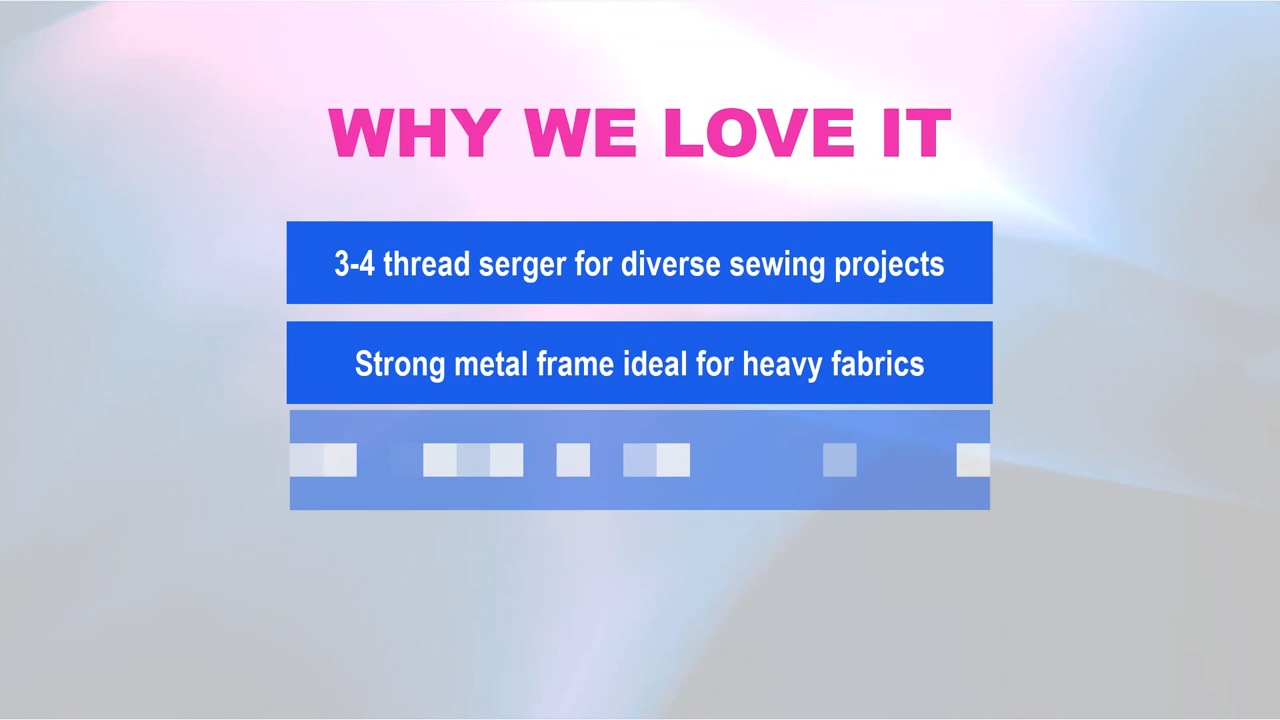 WHY WE LOVE IT
3-4 thread serger for diverse sewing projects
Strong metal frame ideal for heavy fabrics